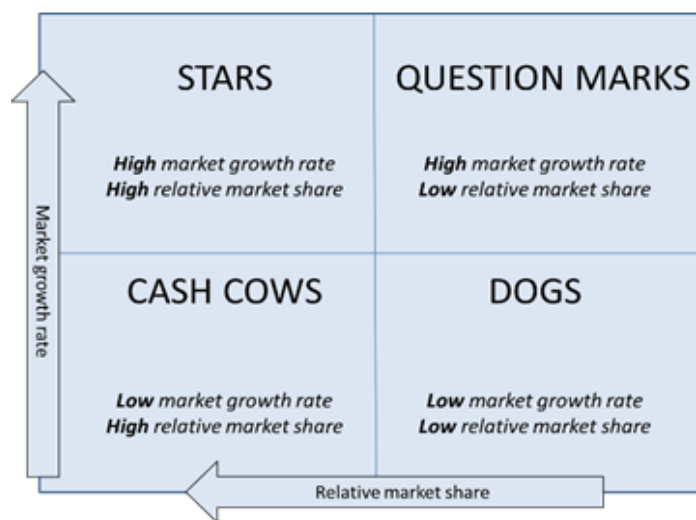 STARS
High market growth rate
High relative market share
QUESTION MARKS
High market growth rate
Low relative market share
Market growth rate
CASH COWS
Low market growth rate
High relative market share
DOGS
Low market growth rate
Low relative market share
Relative market share